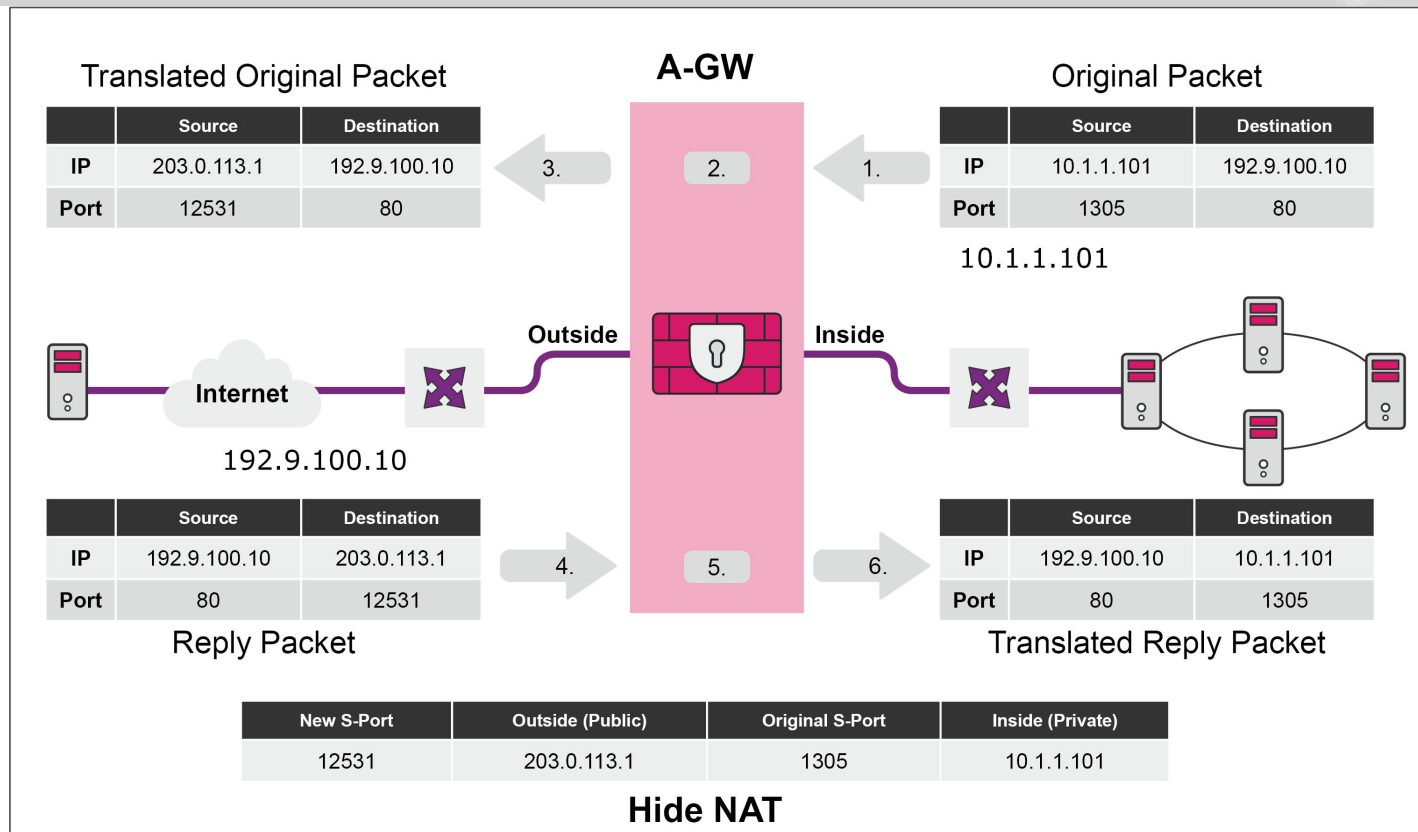 A-GW
Translated Original Packet
Source Destination
IP 203.0.113.1 192.9.100.10
Port 12531 80
3.
2.
1.
Original Packet
Source Destination
IP 10.1.1.101 192.9.100.10
Port 1305 80
10.1.1.101
Outside
Inside
Internet
192.9.100.10
Source Destination
IP 192.9.100.10 203.0.113.1
Port 80 12531
Reply Packet
4.
5.
6.
Source Destination
IP 192.9.100.10 10.1.1.101
Port 80 1305
Translated Reply Packet
New S-Port Outside (Public) Original S-Port Inside (Private)
12531 203.0.113.1 1305 10.1.1.101
Hide NAT